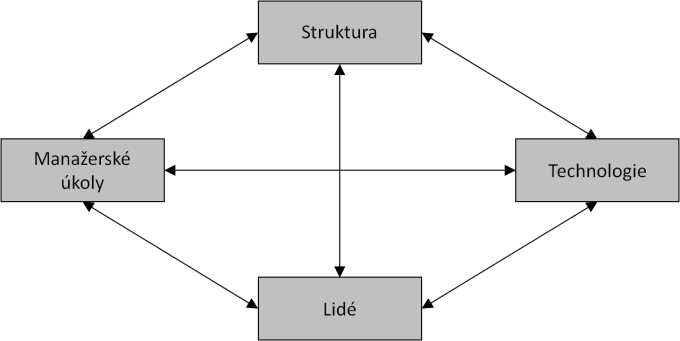 Struktura
Manažerské
úkoly
Technologie
Lidé